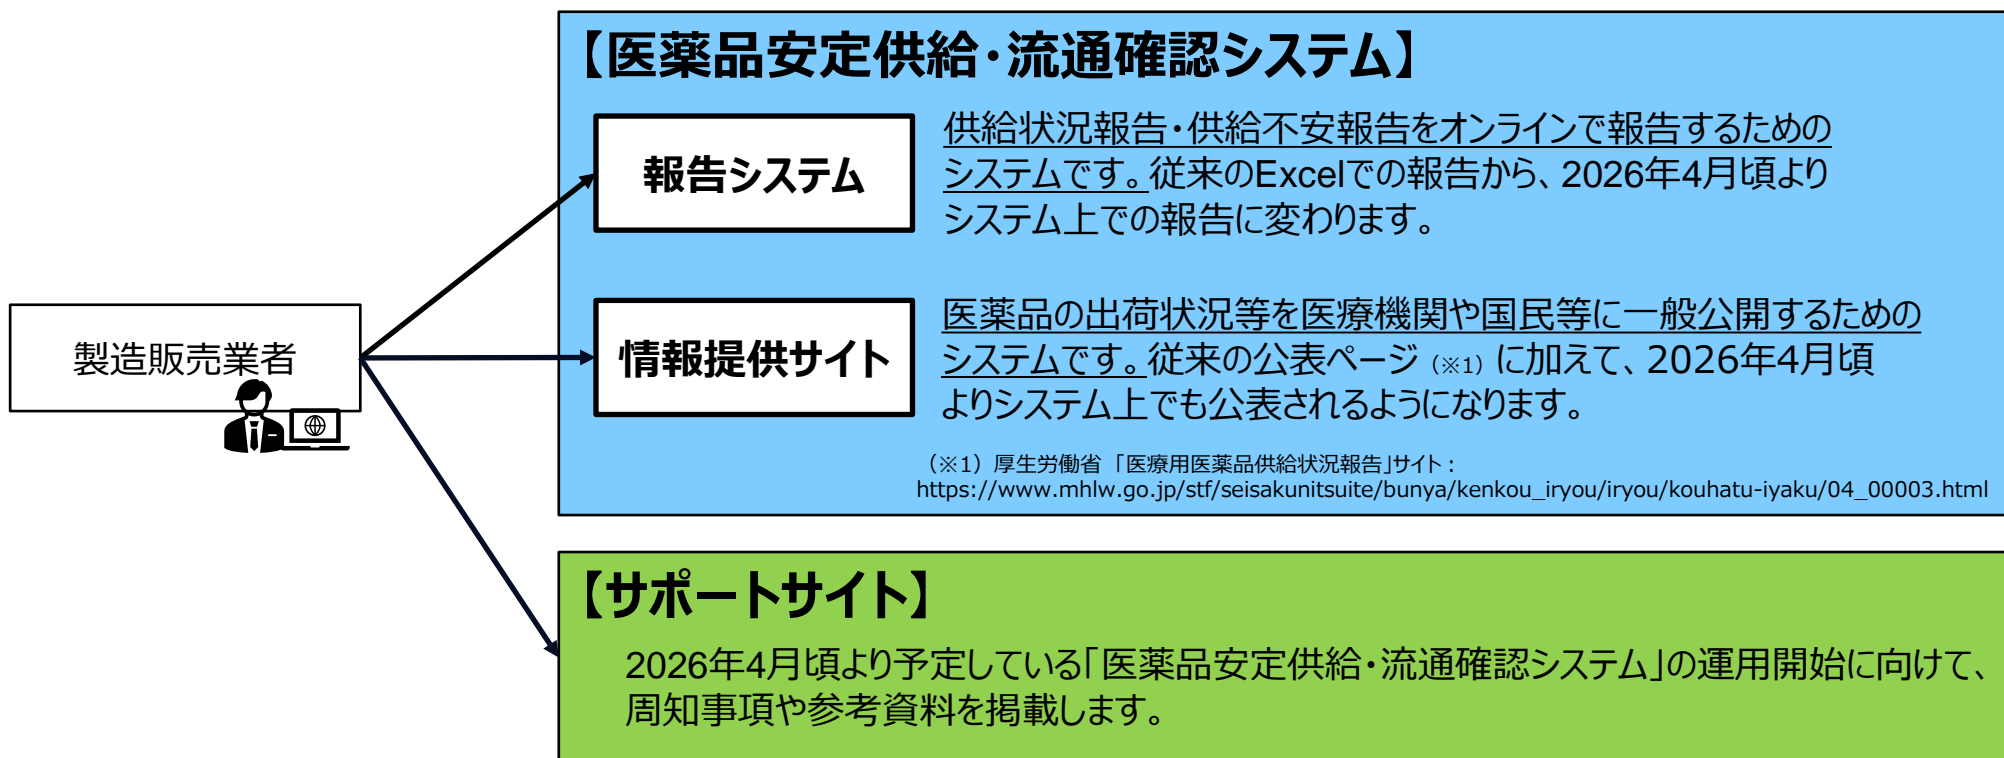 【医薬品安定供給・流通確認システム】
報告システム
供給状況報告・供給不安報告をオンラインで報告するための
システムです。従来のExcelでの報告から、2026年4月頃より
システム上での報告に変わります。
製造販売業者
情報提供サイト
医薬品の出荷状況等を医療機関や国民等に一般公開するための
システムです。従来の公表ページ（※1）に加えて、2026年4月頃
よりシステム上でも公表されるようになります。
（※1）厚生労働省「医療用医薬品供給状況報告」サイト：
https://www.mhlw.go.jp/stf/seisakunitsuite/bunya/kenkou_iryou/iryou/kouhatu-iyaku/04_00003.html
【サポートサイト】
2026年4月頃より予定している「医薬品安定供給・流通確認システム」の運用開始に向けて、
周知事項や参考資料を掲載します。